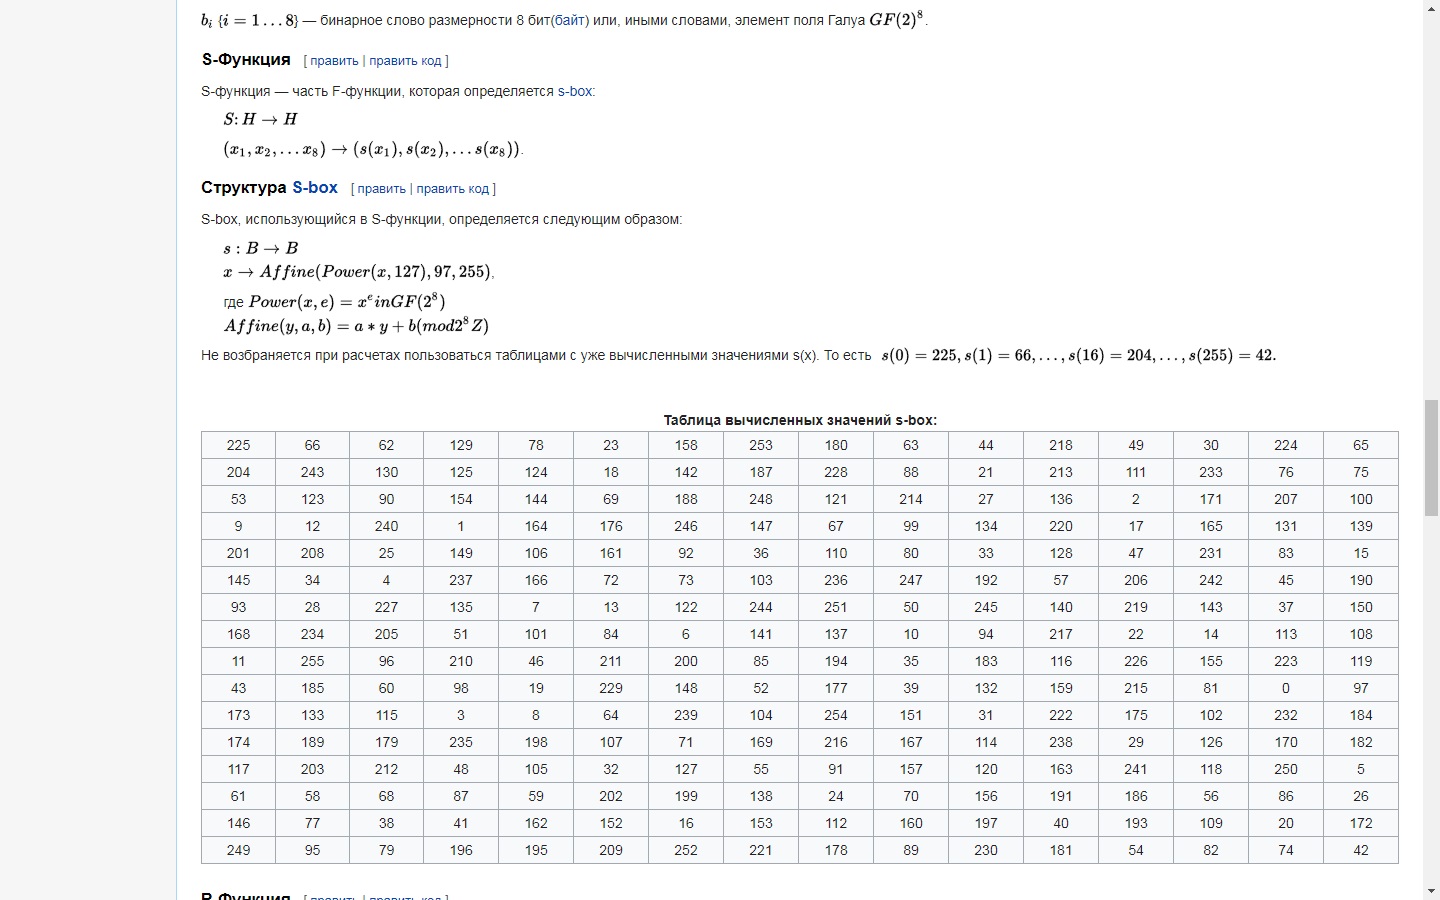 b_i {i = 1…8} — бинарное слово размерности 8 бит(байт) или, иными словами, элемент поля Галуа GF(2)^8.
S-Функция [ править | править код ]
S-функция — часть F-функции, которая определяется s-box:
S: H → H
(x_1, x_2, …x_8) → (s(x_1), s(x_2), …s(x_8)).
Структура S-box [ править | править код ]
S-box, использующийся в S-функции, определяется следующим образом:
s : B → B
x → Affine(Power(x, 127), 97, 255),
где Power(x, e) = x^e inGF(2^8)
Affine(y, a, b) = a * y + b(mod2^8 Z)
Не возбраняется при расчетах пользоваться таблицами с уже вычисленными значениями s(x). То есть s(0) = 225, s(1) = 66, …, s(16) = 204, …, s(255) = 42.
Таблица вычисленных значений s-box:
225 66 62 129 78 23 158 253 180 63 44 218 49 30 224 65
204 243 130 125 124 18 142 187 228 88 21 213 111 233 76 75
53 123 90 154 144 69 188 248 121 214 27 136 2 171 207 100
9 12 240 1 164 176 246 147 67 99 134 220 17 165 131 139
201 208 25 149 106 161 92 36 110 80 33 128 47 231 83 15
145 34 4 237 166 72 73 103 236 247 192 57 206 242 45 190
93 28 227 135 7 13 122 244 251 50 245 140 219 143 37 150
168 234 205 51 101 84 6 141 137 10 94 217 22 14 113 108
11 255 96 210 46 211 200 85 194 35 183 116 226 155 223 119
43 185 60 98 19 229 148 52 177 39 132 159 215 81 0 97
173 133 115 3 8 64 239 104 254 151 31 222 175 102 232 184
174 189 179 235 198 107 71 169 216 167 114 238 29 126 170 182
117 203 212 48 105 32 127 55 91 157 120 163 241 118 250 5
61 58 68 87 59 202 199 138 24 70 156 191 186 56 86 26
146 77 38 41 162 152 16 153 112 160 197 40 193 109 20 172
249 95 79 196 195 209 252 221 178 89 230 181 54 82 74 42
R-Функция [ править | править код ]